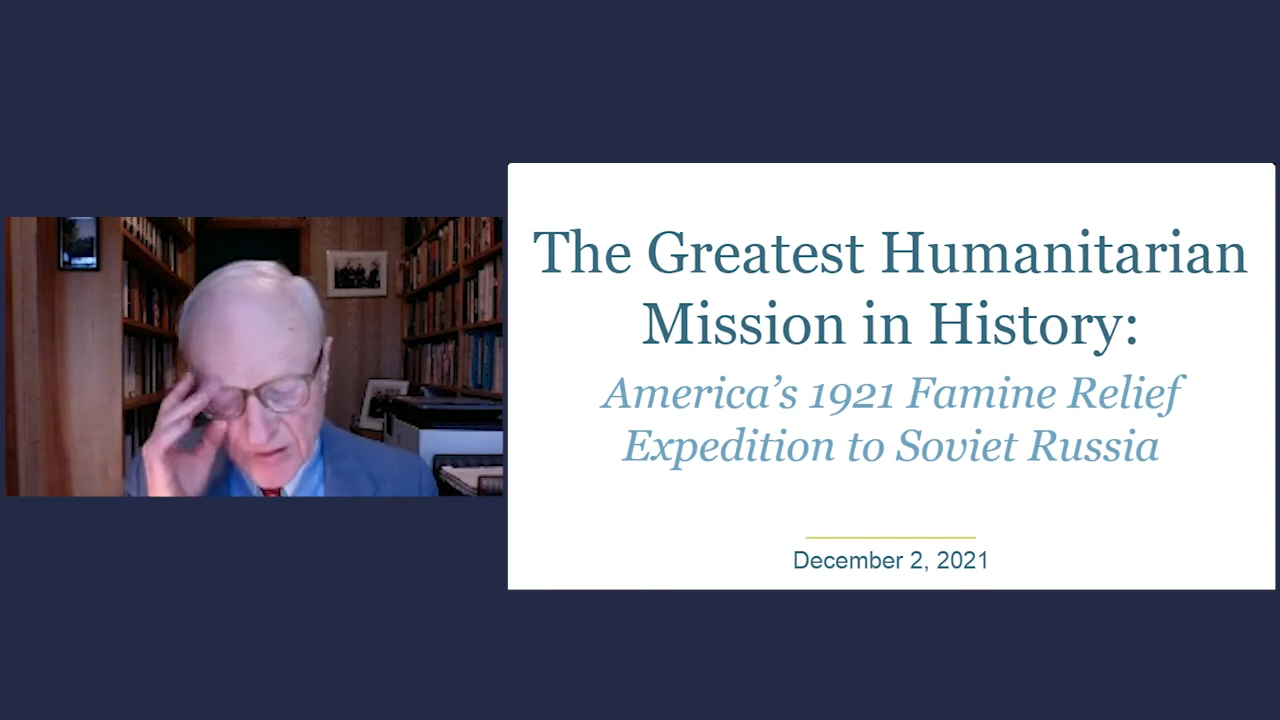 The Greatest Humanitarian
Mission in History:
America’s 1921 Famine Relief
Expedition to Soviet Russia
December 2, 2021